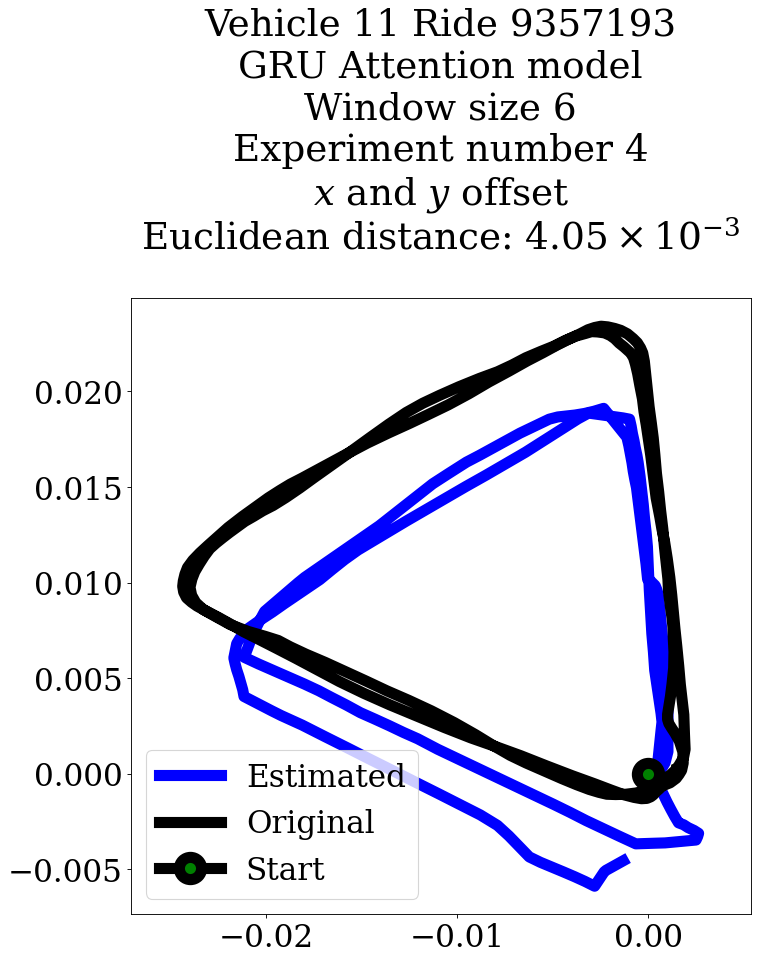 Vehicle 11 Ride 9357193
GRU Attention model
Window size 6
Experiment number 4
x and y offset
Euclidean distance: 4.05 × 10⁻³
0.020
0.015
0.010
0.005
0.000
−0.005
Estimated
Original
Start
−0.02 −0.01 0.00